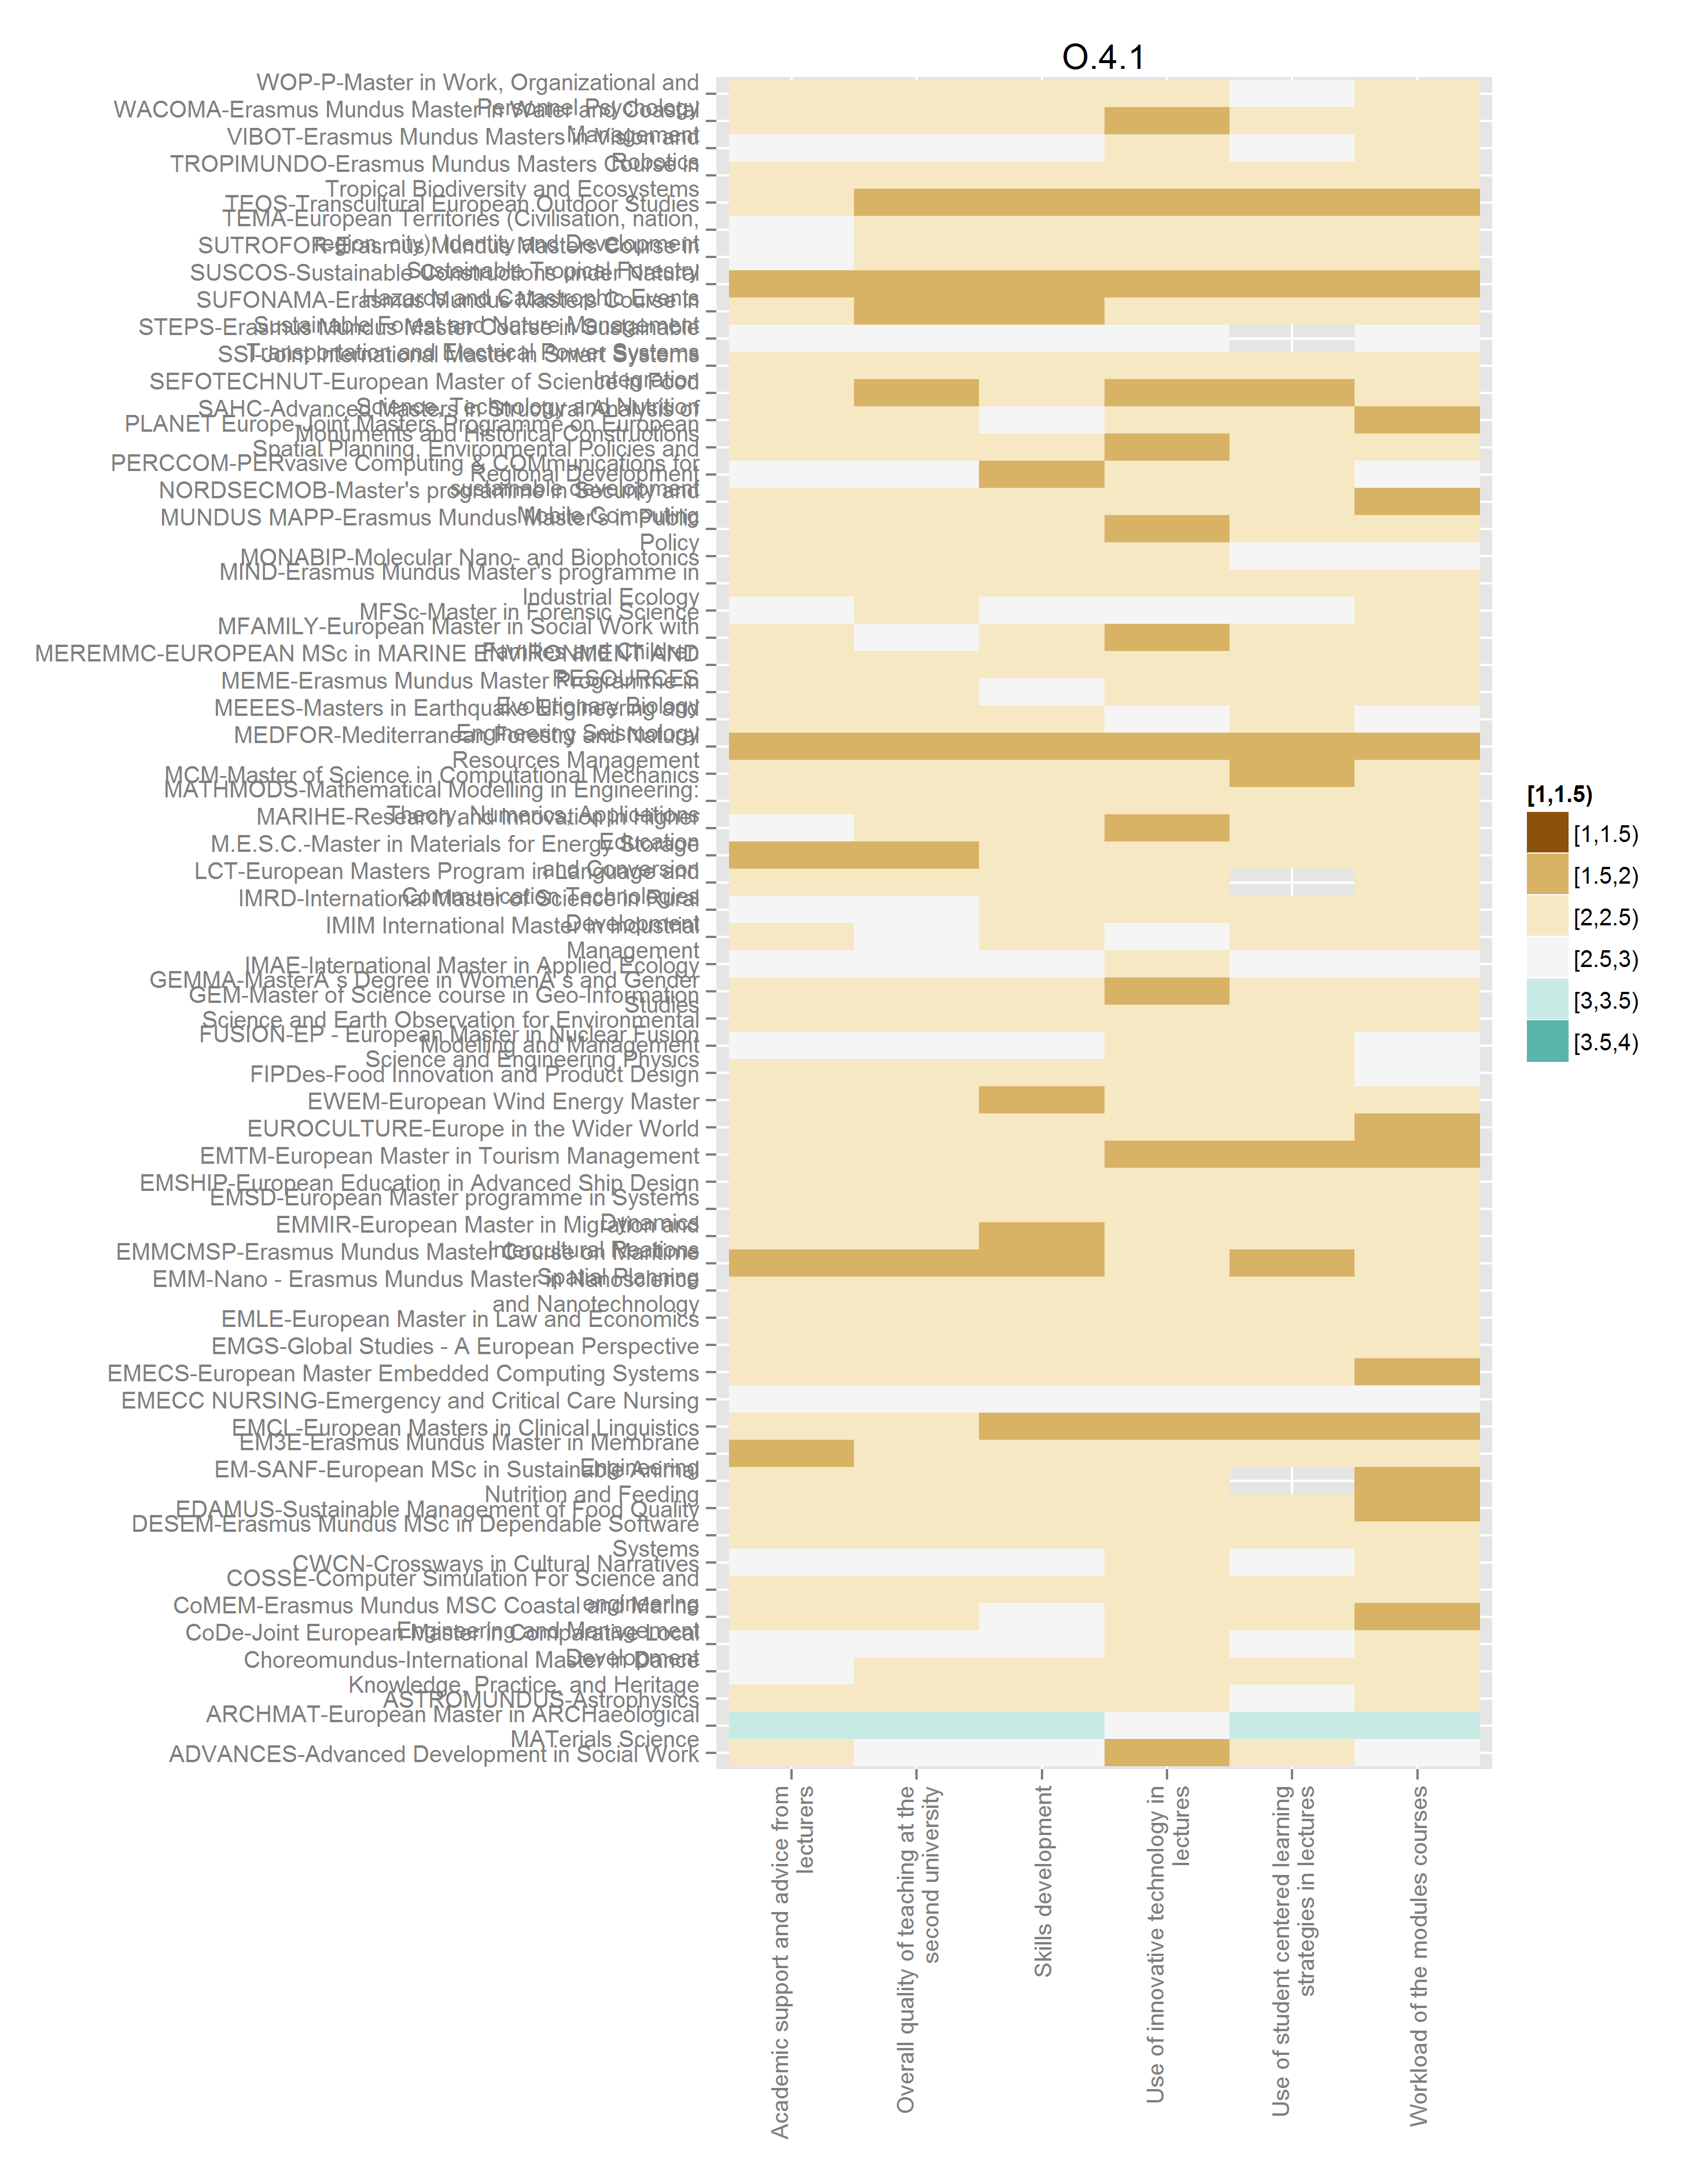 O.4.1
WOP-P-Master in Work, Organizational and
Personnel Psychology
WACOMA-Erasmus Mundus Master in Water and Coastal
Management
VIBOT-Erasmus Mundus Masters in Vision and
Robotics
TROPIMUNDO-Erasmus Mundus Masters Course in
Tropical Biodiversity and Ecosystems
TEOS-Transcultural European Outdoor Studies
TEMA-European Territories (Civilisation, nation,
region, city), Identity and Development
SUTROFOR-Erasmus Mundus Masters Course in
Sustainable Tropical Forestry
SUSCOS-Sustainable Constructions under Natural
Hazards and Catastrophic Events
SUFONAMA-Erasmus Mundus Masters Course in
Sustainable Forest and Nature Management
STEPS-Erasmus Mundus Master Course in Sustainable
Transportation and Electrical Power Systems
SSI-Joint International Master in Smart Systems
Integration
SEFOTECHNUT-European Master of Science in Food
Science, Technology and Nutrition
SAHC-Advanced Masters in Structural Analysis of
Monuments and Historical Constructions
PLANET Europe-Joint Masters Programme on European
Spatial Planning, Environmental Policies and
Regional Development
PERCCOM-PERvasive Computing & COMmunications for
sustainable development
NORDSECMOB-Master's programme in Security and
Mobile Computing
MUNDUS MAPP-Erasmus Mundus Master's in Public
Policy
MONABIP-Molecular Nano- and Biophotonics
MIND-Erasmus Mundus Master's programme in
Industrial Ecology
MFSc-Master in Forensic Science
MFAMILY-European Master in Social Work with
Families and Children
MEREMMC-EUROPEAN MSc in MARINE ENVIRONMENT AND
RESOURCES
MEME-Erasmus Mundus Master Programme in
Evolutionary Biology
MEEES-Masters in Earthquake Engineering and
Engineering Seismology
MEDFOR-Mediterranean Forestry and Natural
Resources Management
MCM-Master of Science in Computational Mechanics
MATHMODS-Mathematical Modelling in Engineering:
Theory, Numerics, Applications
MARIHE-Research and Innovation in Higher
Education
M.E.S.C.-Master in Materials for Energy Storage
and Conversion
LCT-European Masters Program in Language and
Communication Technologies
IMRD-International Master of Science in Rural
Development
IMIM International Master in Industrial
Management
IMAE-International Master in Applied Ecology
GEMMA-MasterÂ´s Degree in WomenÂ´s and Gender
Studies
GEM-Master of Science course in Geo-Information
Science and Earth Observation for Environmental
Modelling and Management
FUSION-EP - European Master in Nuclear Fusion
Science and Engineering Physics
FIPDes-Food Innovation and Product Design
EWEM-European Wind Energy Master
EUROCULTURE-Europe in the Wider World
EMTM-European Master in Tourism Management
EMSHIP-European Education in Advanced Ship Design
EMSD-European Master programme in Systems
Dynamics
EMMIR-European Master in Migration and
Intercultural Reations
EMMCMSP-Erasmus Mundus Master Course on Maritime
Spatial Planning
EMM-Nano - Erasmus Mundus Master in Nanoscience
and Nanotechnology
EMLE-European Master in Law and Economics
EMGS-Global Studies - A European Perspective
EMECS-European Master Embedded Computing Systems
EMECC NURSING-Emergency and Critical Care Nursing
EMCL-European Masters in Clinical Linguistics
EM3E-Erasmus Mundus Master in Membrane
Engineering
EM-SANF-European MSc in Sustainable Animal
Nutrition and Feeding
EDAMUS-Sustainable Management of Food Quality
DESEM-Erasmus Mundus MSc in Dependable Software
Systems
CWCN-Crossways in Cultural Narratives
COSSE-Computer Simulation For Science and
engineering
CoMEM-Erasmus Mundus MSC Coastal and Marine
Engineering and Management
CoDe-Joint European Master in Comparative Local
Development
Choreomundus-International Master in Dance
Knowledge, Practice, and Heritage
ASTROMUNDUS-Astrophysics
ARCHMAT-European Master in ARCHaeological
MATerials Science
ADVANCES-Advanced Development in Social Work
Academic support and advice from
lecturers
Overall quality of teaching at the
second university
Skills development
Use of innovative technology in
lectures
Use of student centered learning
strategies in lectures
Workload of the modules courses
[1,1.5)
[1,1.5)
[1.5,2)
[2,2.5)
[2.5,3)
[3,3.5)
[3.5,4)